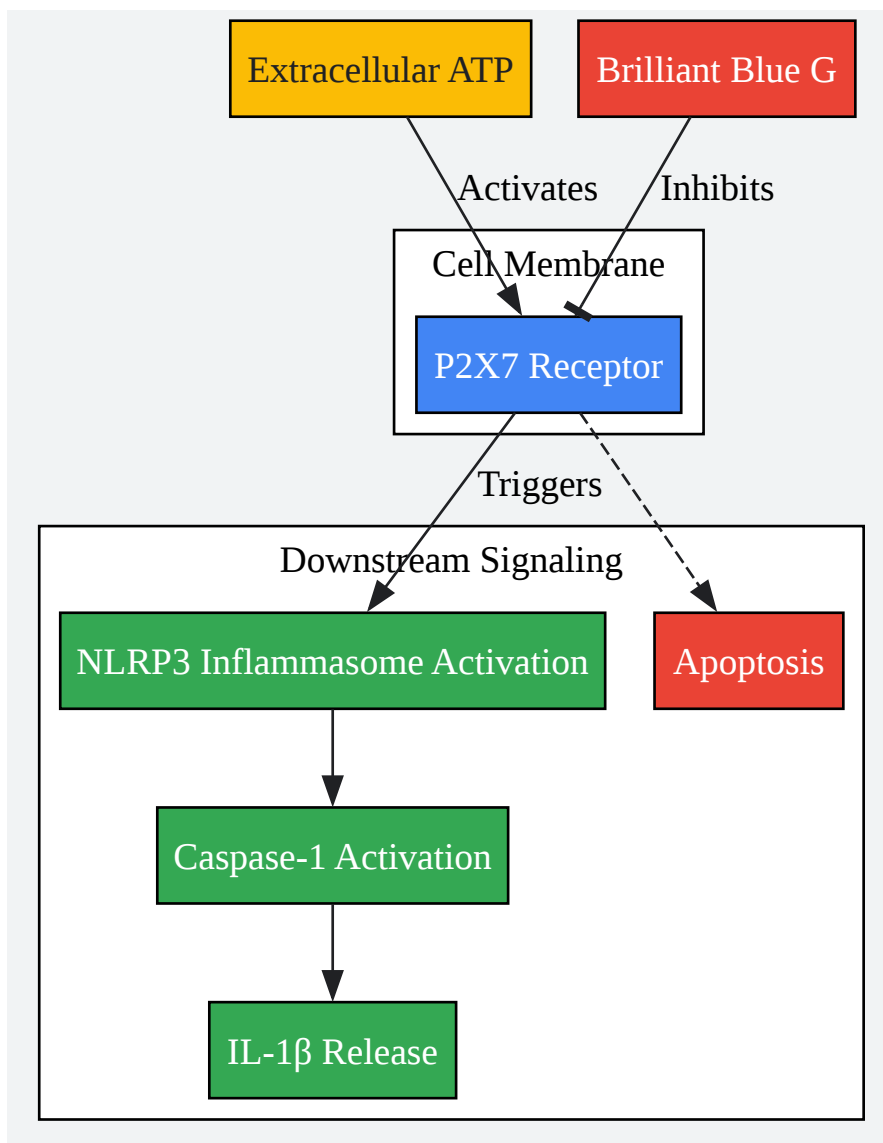 Extracellular ATP
Brilliant Blue G
Activates
Inhibits
Cell Membrane
P2X7 Receptor
Triggers
Downstream Signaling
NLRP3 Inflammasome Activation
Apoptosis
Caspase-1 Activation
IL-1β Release